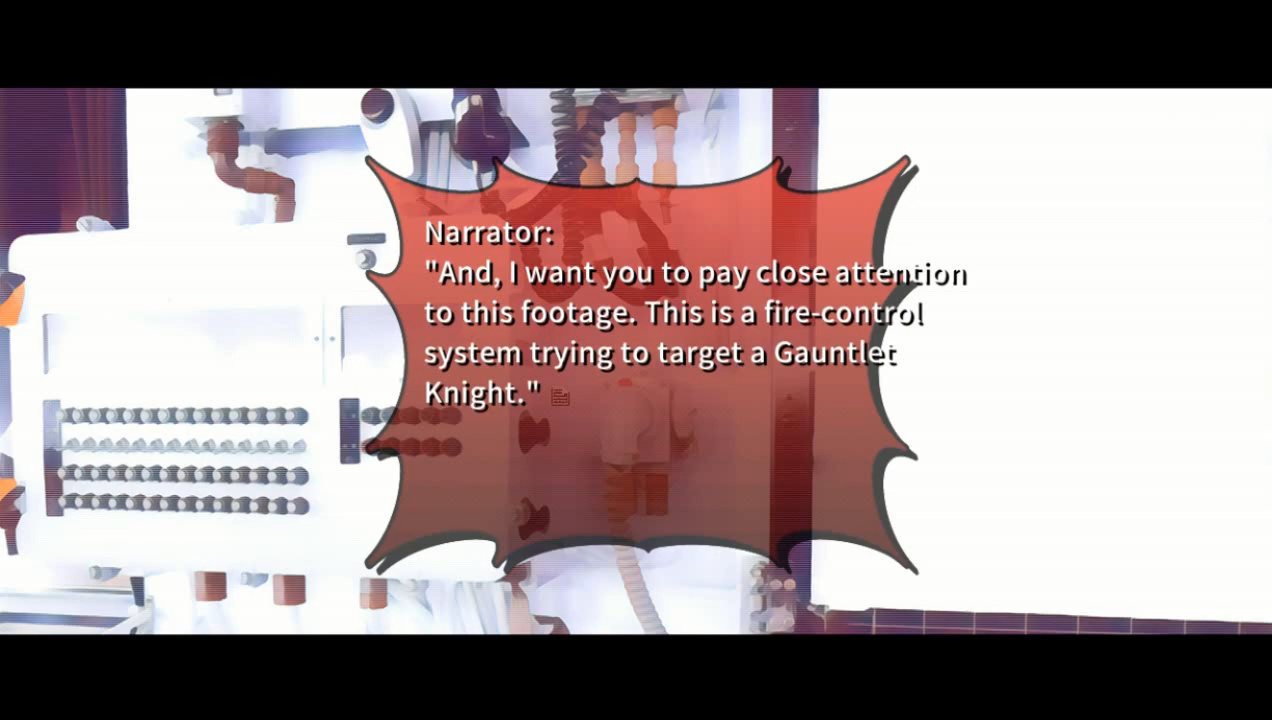 Narrator:
"And, I want you to pay close attention
to this footage. This is a fire-control
system trying to target a Gauntlet
Knight."